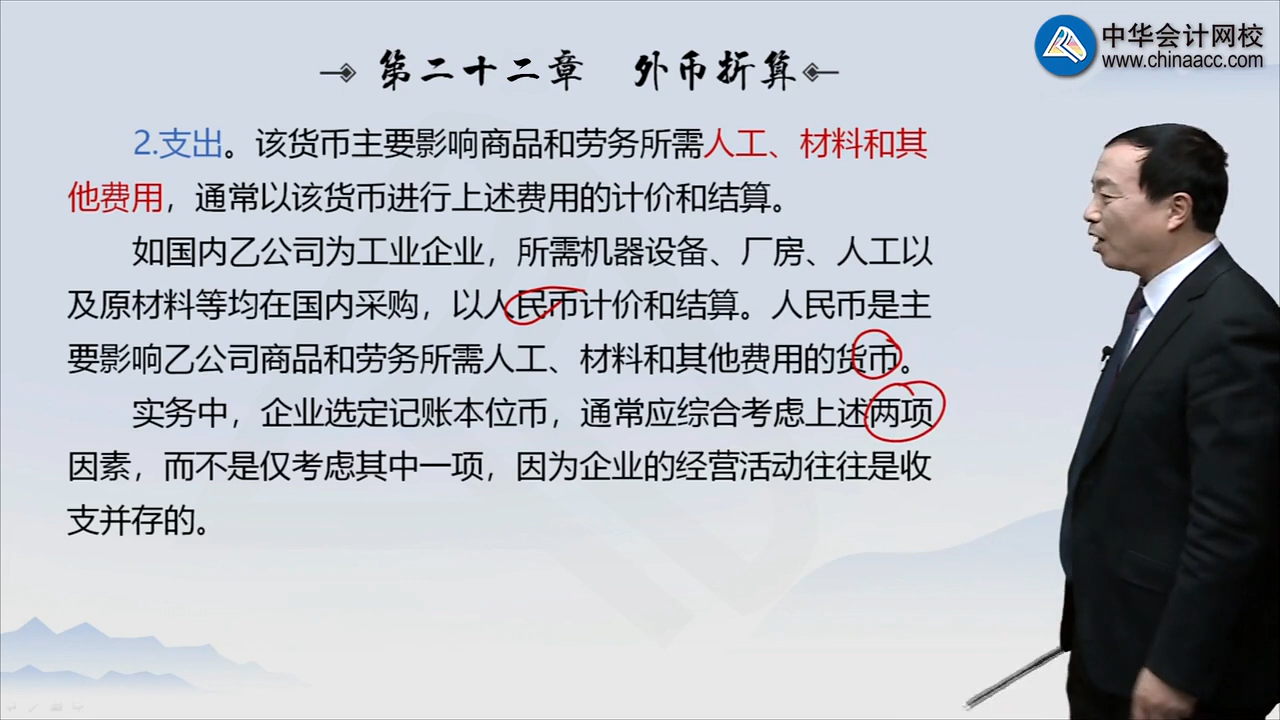 中华会计网校
www.chinaacc.com
第二十二章 外币折算
2.支出。该货币主要影响商品和劳务所需人工、材料和其
他费用，通常以该货币进行上述费用的计价和结算。
如国内乙公司为工业企业，所需机器设备、厂房、人工以
及原材料等均在国内采购，以人民币计价和结算。人民币是主
要影响乙公司商品和劳务所需人工、材料和其他费用的货币。
实务中，企业选定记账本位币，通常应综合考虑上述两项
因素，而不是仅考虑其中一项，因为企业的经营活动往往是收
支并存的。